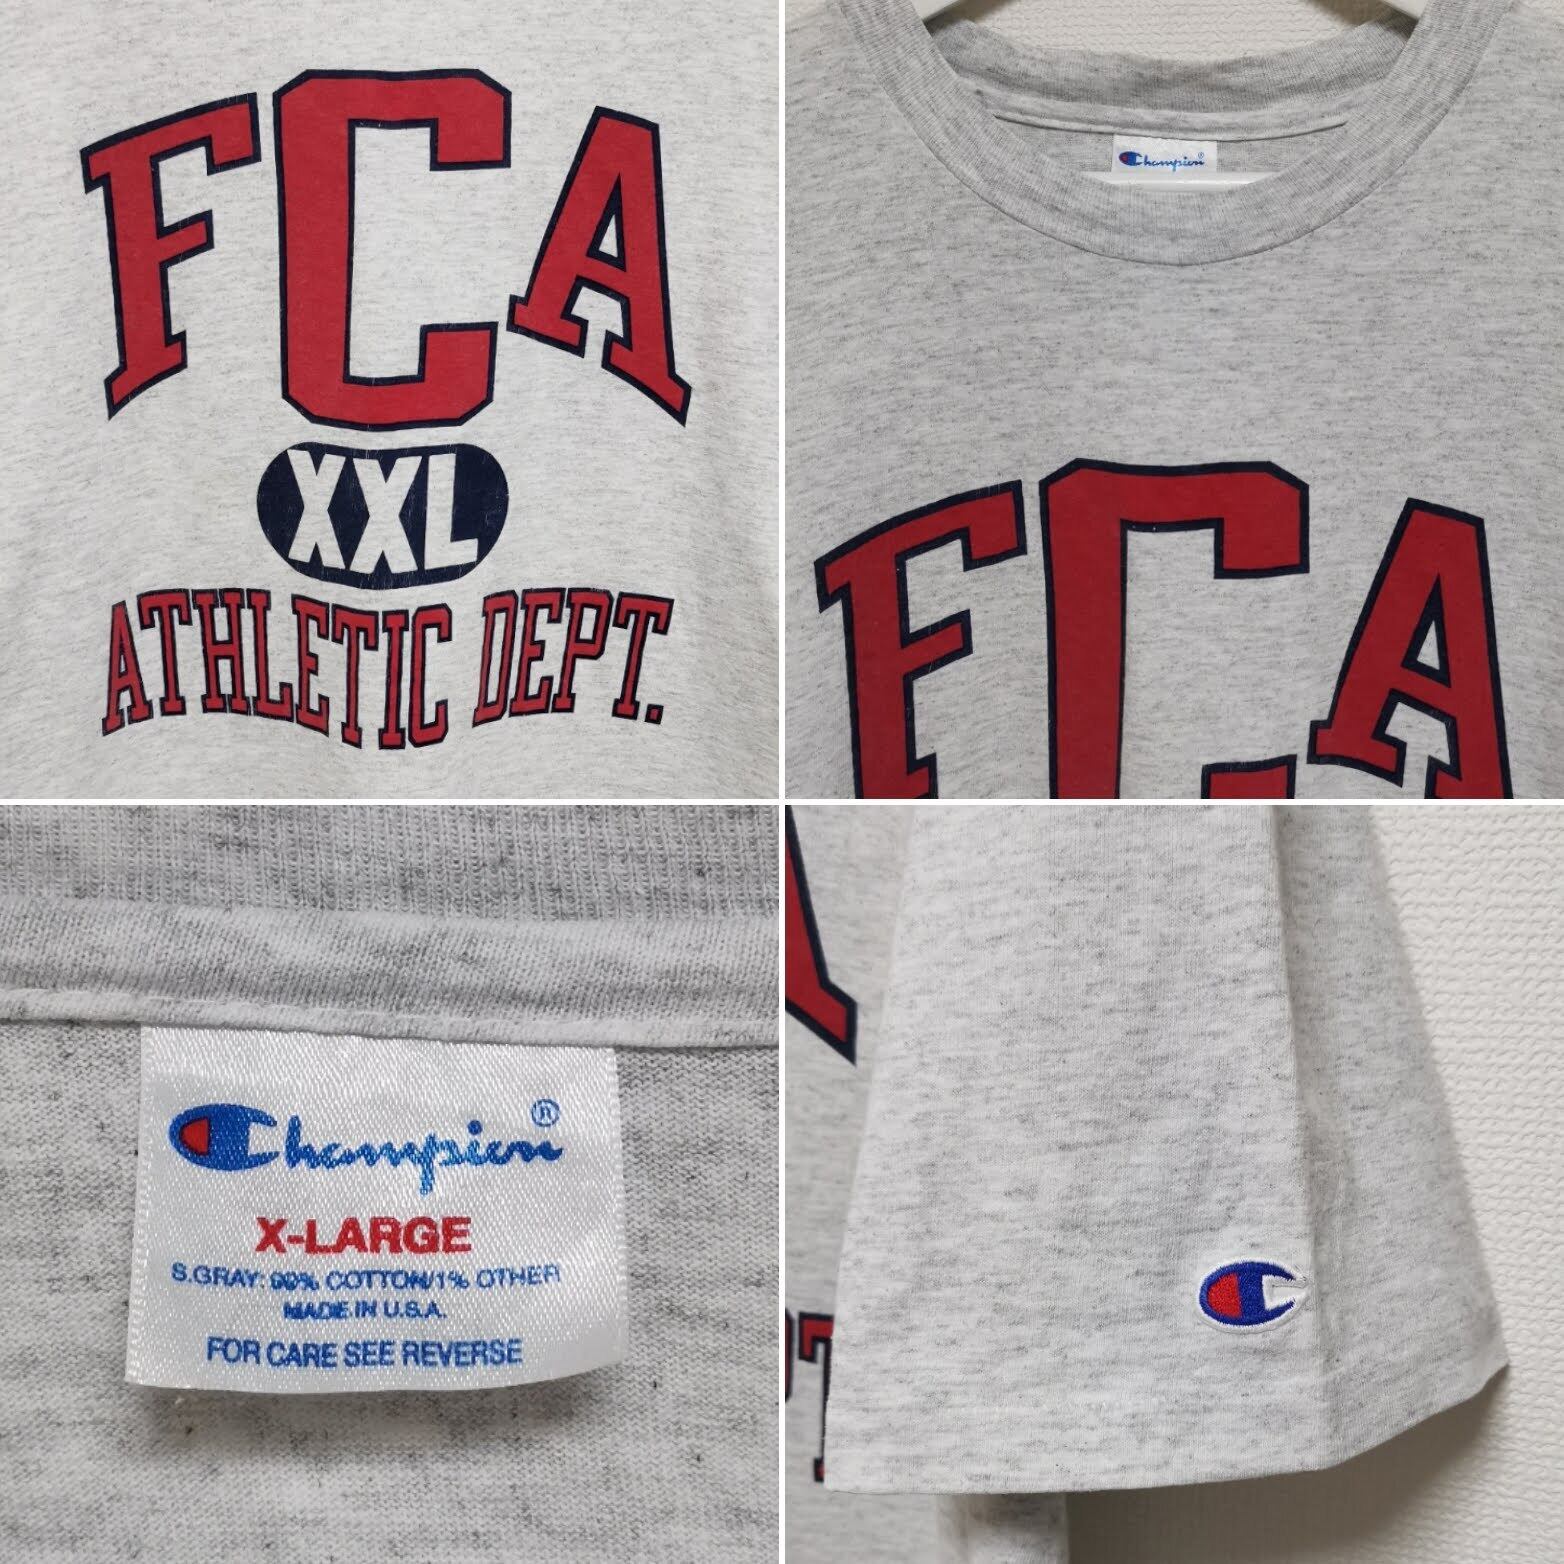 FCA
XXL
ATHLETIC DEPT.
Champion®
FCA
Champion®
X-LARGE
S.GRAY: 99% COTTON/1% OTHER
MADE IN U.S.A.
FOR CARE SEE REVERSE